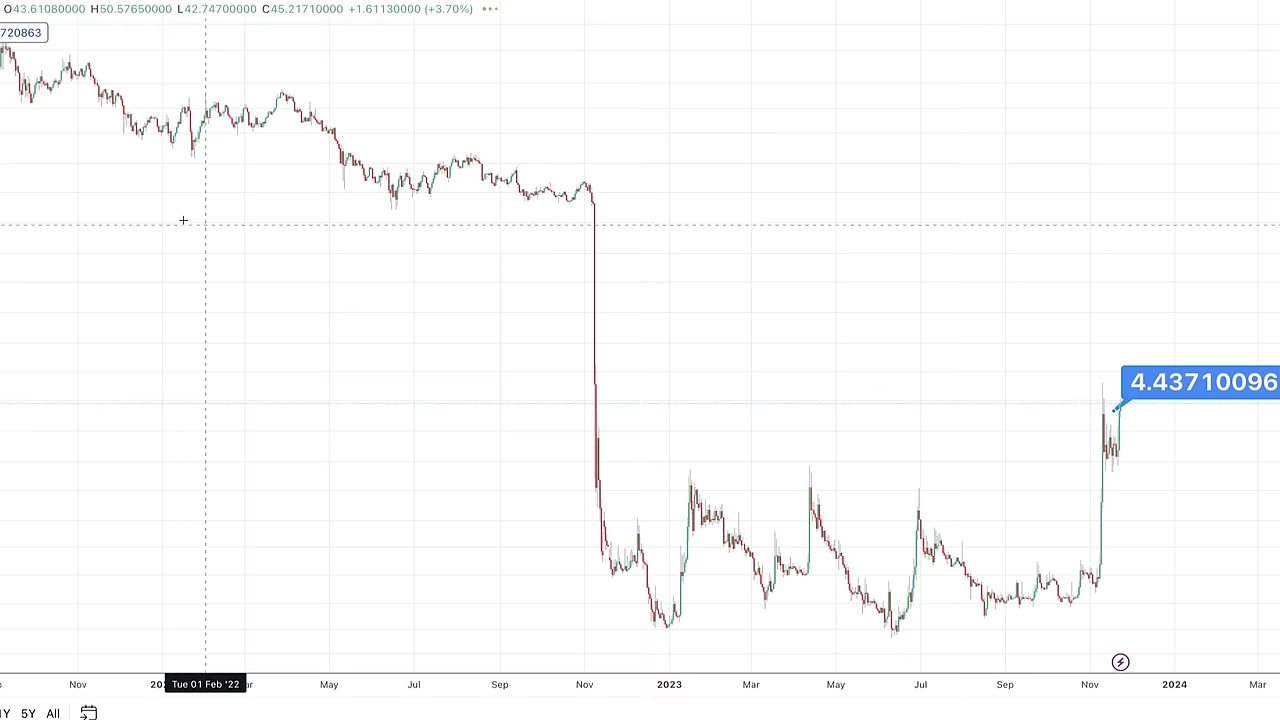 O43.61080000 H50.57650000 L42.74700000 C45.21710000 +1.61130000 (+3.70%)
720863
4.43710096
Nov
Tue 01 Feb '22
May
Jul
Sep
Nov
2023
Mar
May
Jul
Sep
Nov
2024
Mar
5Y
All